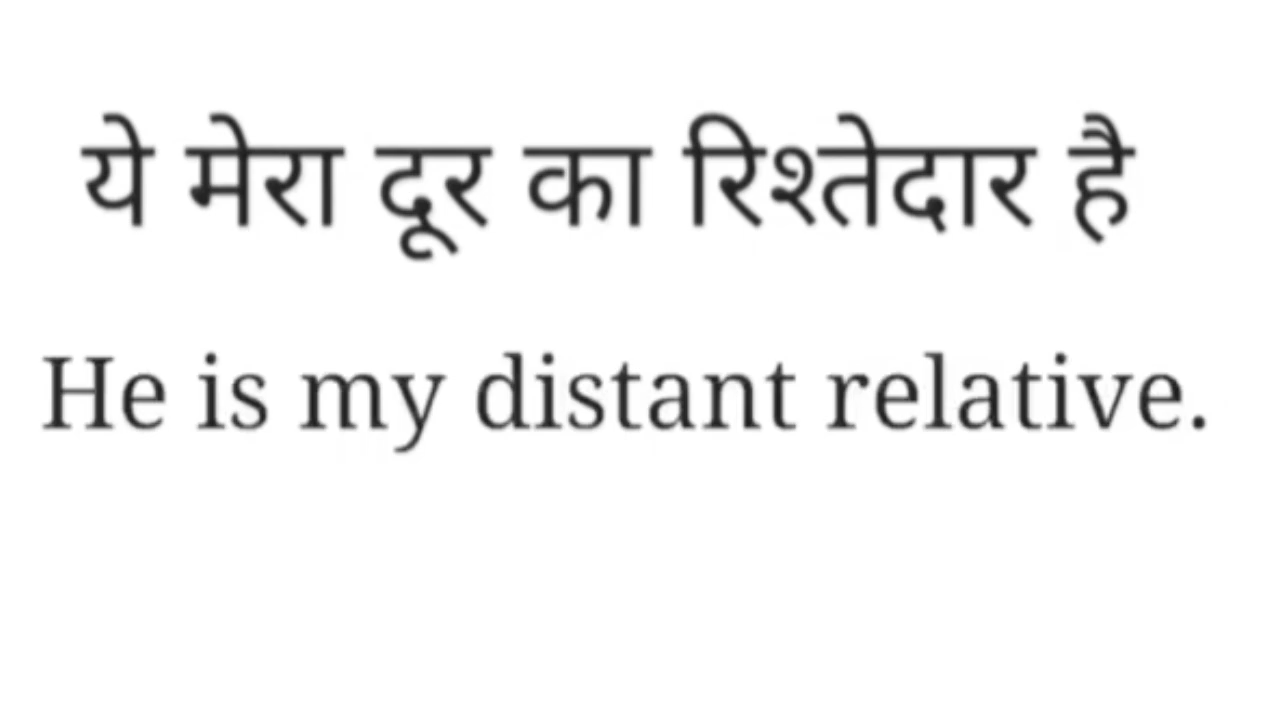 ये मेरा दूर का रिश्तेदार है
He is my distant relative.